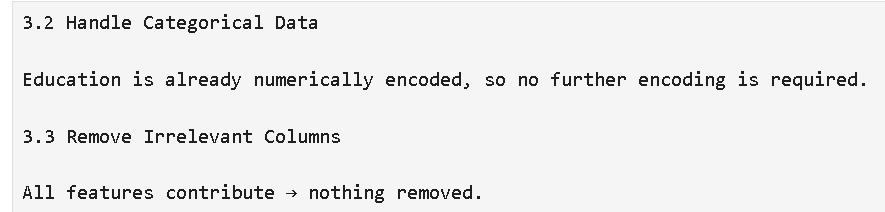 3.2 Handle Categorical Data
Education is already numerically encoded, so no further encoding is required.
3.3 Remove Irrelevant Columns
All features contribute → nothing removed.